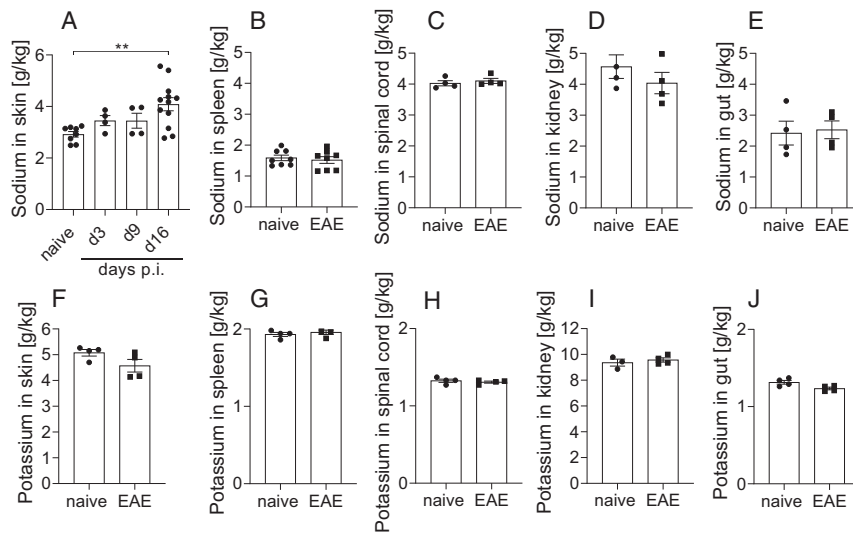 A
**
Sodium in skin [g/kg]
6
4
2
0
naive
d3
d9
d16
days p.i.
B
Sodium in spleen [g/kg]
5
4
3
2
1
0
naive EAE
C
Sodium in spinal cord [g/kg]
5
4
3
2
1
0
naive EAE
D
Sodium in kidney [g/kg]
5
4
3
2
1
0
naive EAE
E
Sodium in gut [g/kg]
5
4
3
2
1
0
naive EAE
F
Potassium in skin [g/kg]
6
5
4
3
2
1
0
naive EAE
G
Potassium in spleen [g/kg]
2
1
0
naive EAE
H
Potassium in spinal cord [g/kg]
2
1
0
naive EAE
I
Potassium in kidney [g/kg]
12
10
8
6
4
2
0
naive EAE
J
Potassium in gut [g/kg]
2
1
0
naive EAE